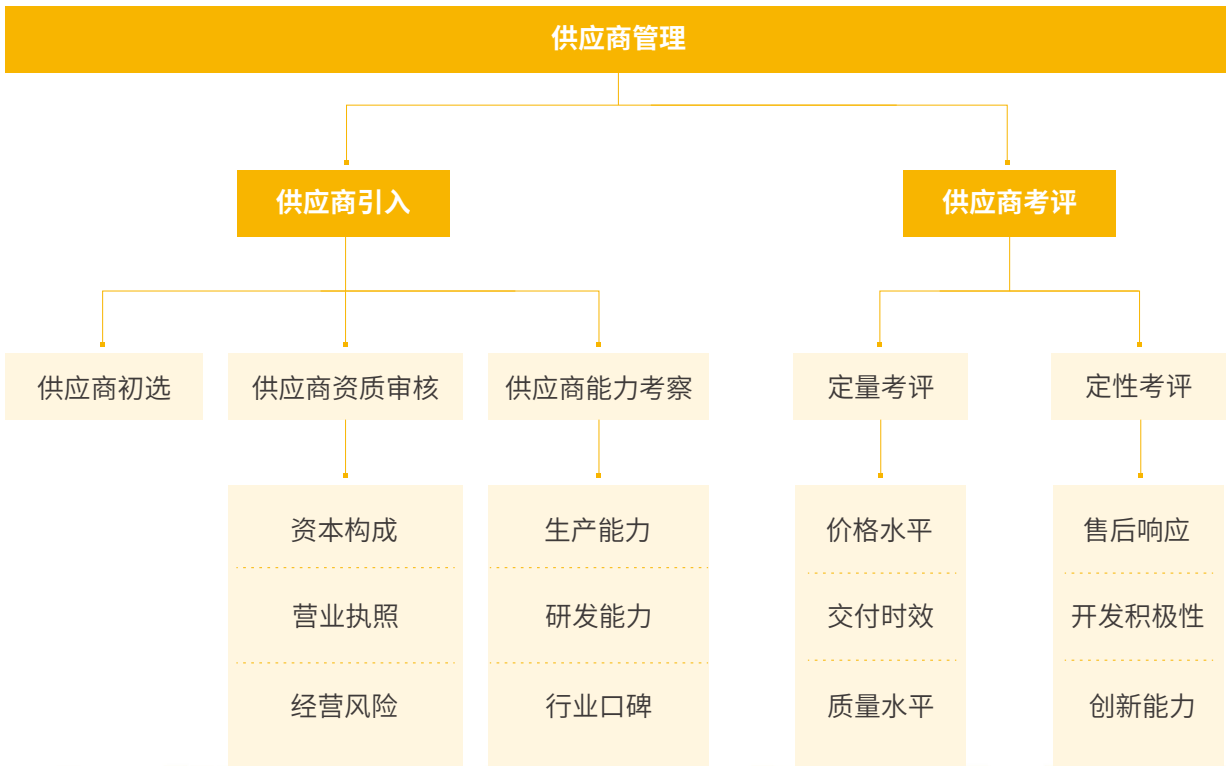 供应商管理
供应商引入
供应商考评
供应商初选
供应商资质审核
供应商能力考察
定量考评
定性考评
资本构成
生产能力
价格水平
售后响应
营业执照
研发能力
交付时效
开发积极性
经营风险
行业口碑
质量水平
创新能力